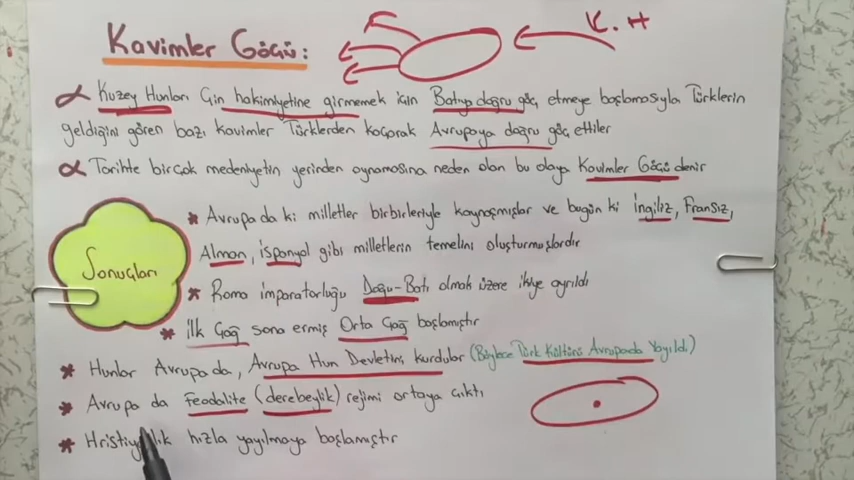 Kavimler Göçü:
K.H
Kuzey Hunları Çin hakimiyetine girmemek için Batıya doğru göç etmeye başlamasıyla Türklerin
geldiğini gören bazı kavimler Türklerden kaçarak Avrupaya dağru göç ettiler
Tarihte birçok medeniyetin yerinden oynamasına neden olan bu olaya Kavimler Göçü denir
Sonuçları
* Avrupa da ki milletler birbirleriyle kaynaşmışlar ve bugün ki İngiliz, Fransız,
Alman, İspanyol gibi milletlerin temelini oluşturmuşlardır
* Roma imparatorluğu Doğu-Batı olmak üzere ikiye ayrıldı
* İlk Çağ sona ermiş Orta Çağ başlamıştır
* Hunlar Avrupa da, Avrupa Hun Devletini kurdular (Böylece Türk Kültürü Avrupada Yayıldı)
* Avrupa da Feodalite (derebeylik) rejimi ortaya çıktı
* Hristiyanlık hızla yayılmaya başlamıştır